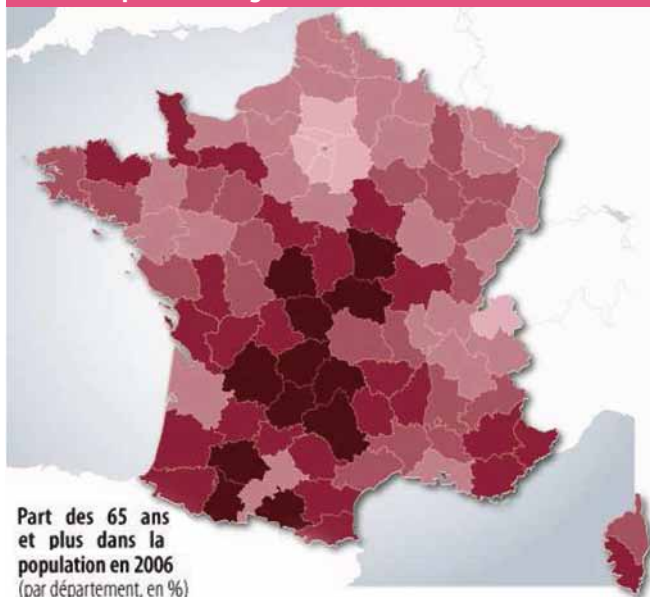 Part des 65 ans
et plus dans la
population en 2006
(par département, en %)